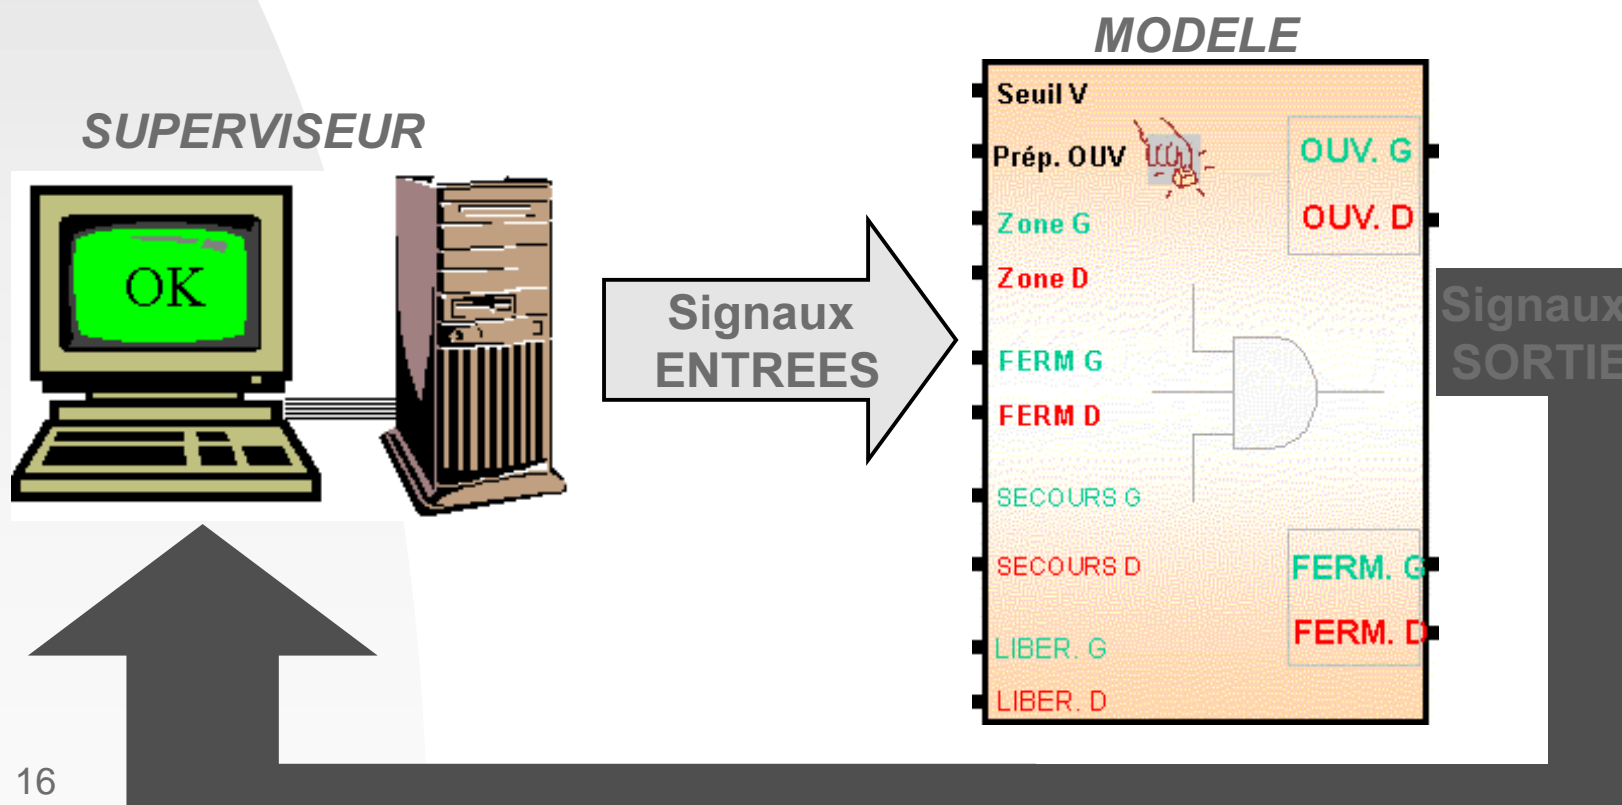 MODELE
SUPERVISEUR
OK
Signaux
ENTREES
Seuil V
Prép. OUV
Zone G
Zone D
FERM G
FERM D
SECOURS G
SECOURS D
LIBER. G
LIBER. D
OUV. G
OUV. D
FERM. G
FERM. D
Signaux
SORTIE
16